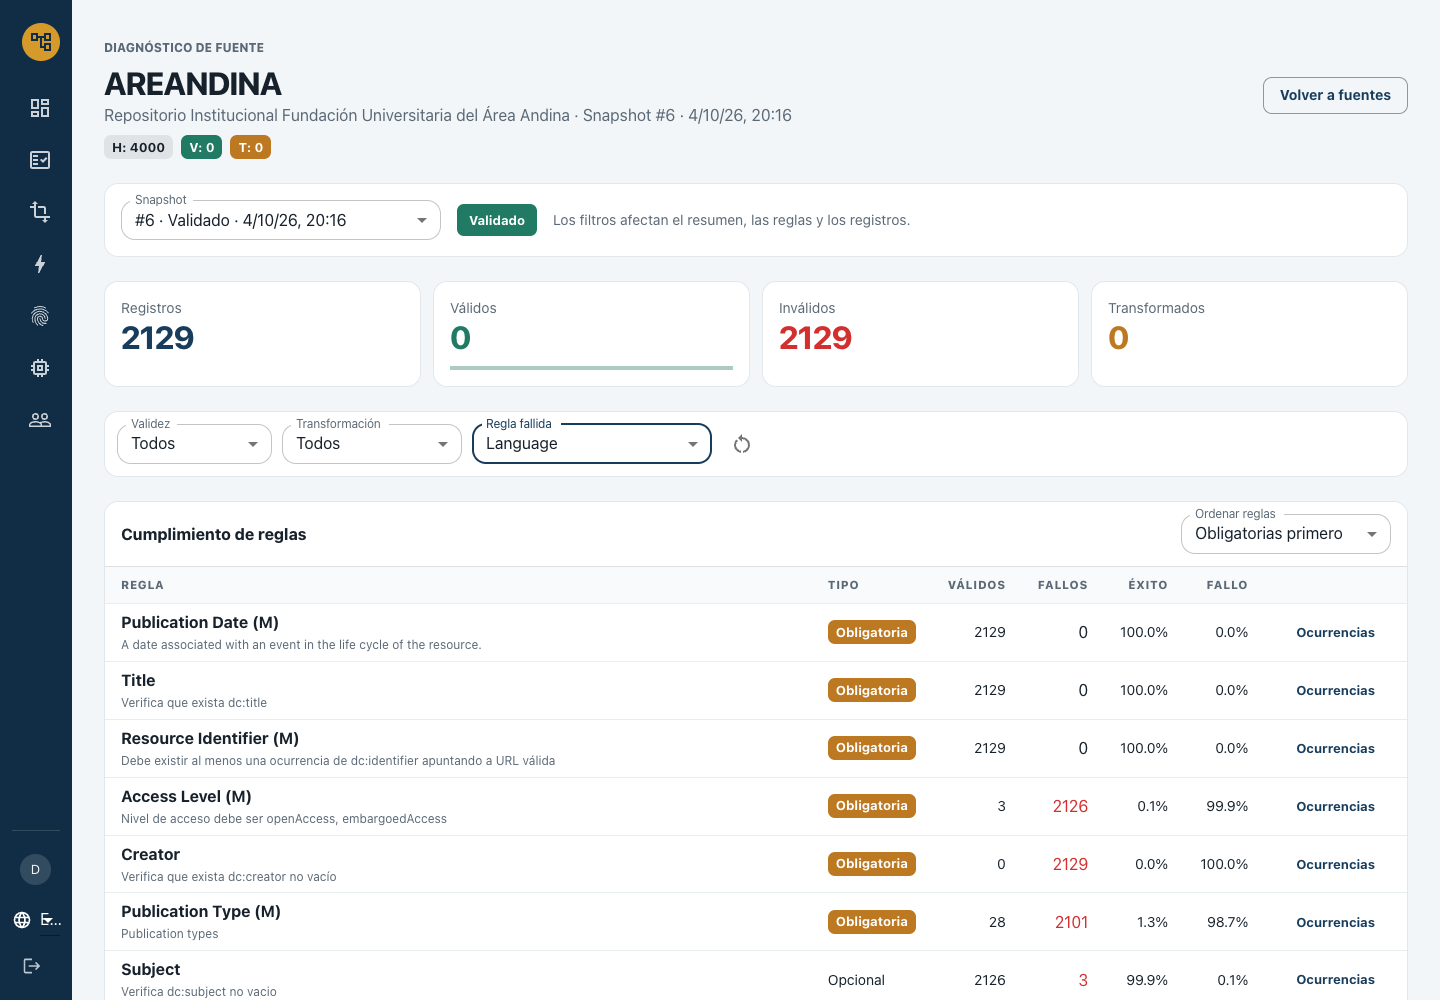 DIAGNÓSTICO DE FUENTE
AREANDINA
Repositorio Institucional Fundación Universitaria del Área Andina · Snapshot #6 · 4/10/26, 20:16
H: 4000 V: 0 T: 0
Volver a fuentes
Snapshot
#6 · Validado · 4/10/26, 20:16
Validado
Los filtros afectan el resumen, las reglas y los registros.
Registros
2129
Válidos
0
Inválidos
2129
Transformados
0
Validez
Todos
Transformación
Todos
Regla fallida
Language
Cumplimiento de reglas
Ordenar reglas
Obligatorias primero
REGLA TIPO VÁLIDOS FALLOS ÉXITO FALLO
Publication Date (M)
A date associated with an event in the life cycle of the resource.
Obligatoria 2129 0 100.0% 0.0% Ocurrencias
Title
Verifica que exista dc:title
Obligatoria 2129 0 100.0% 0.0% Ocurrencias
Resource Identifier (M)
Debe existir al menos una ocurrencia de dc:identifier apuntando a URL válida
Obligatoria 2129 0 100.0% 0.0% Ocurrencias
Access Level (M)
Nivel de acceso debe ser openAccess, embargoedAccess
Obligatoria 3 2126 0.1% 99.9% Ocurrencias
Creator
Verifica que exista dc:creator no vacío
Obligatoria 0 2129 0.0% 100.0% Ocurrencias
Publication Type (M)
Publication types
Obligatoria 28 2101 1.3% 98.7% Ocurrencias
Subject
Verifica dc:subject no vacio
Opcional 2126 3 99.9% 0.1% Ocurrencias
D
E...